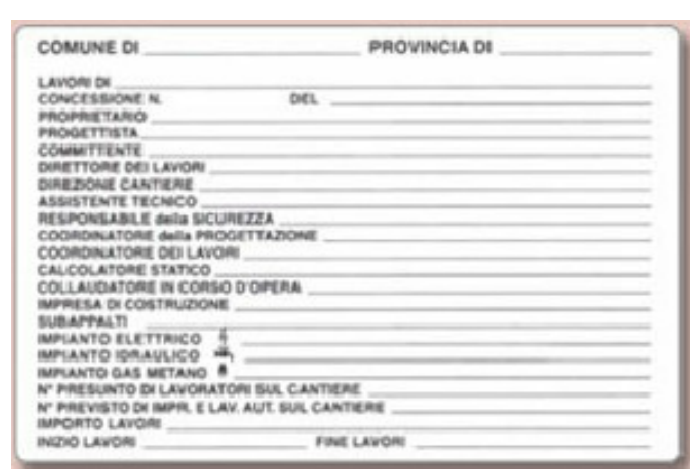 COMUNE DI PROVINCIA DI
LAVORI DI
CONCESSIONE N. DEL
PROPRIETARIO
PROGETTISTA
COMMITTENTE
DIRETTORE DEI LAVORI
DIREZIONE CANTIERE
ASSISTENTE TECNICO
RESPONSABILE della SICUREZZA
COORDINATORE della PROGETTAZIONE
COORDINATORE DEI LAVORI
CALCOLATORE STATICO
COLLAUDATORE IN CORSO D'OPERA
IMPRESA DI COSTRUZIONE
SUBAPPALTI
IMPIANTO ELETTRICO
IMPIANTO IDRAULICO
IMPIANTO GAS METANO
N° PRESUNTO DI LAVORATORI SUL CANTIERE
N° PREVISTO DI IMPR. E LAV. AUT. SUL CANTIERE
IMPORTO LAVORI
INIZIO LAVORI FINE LAVORI